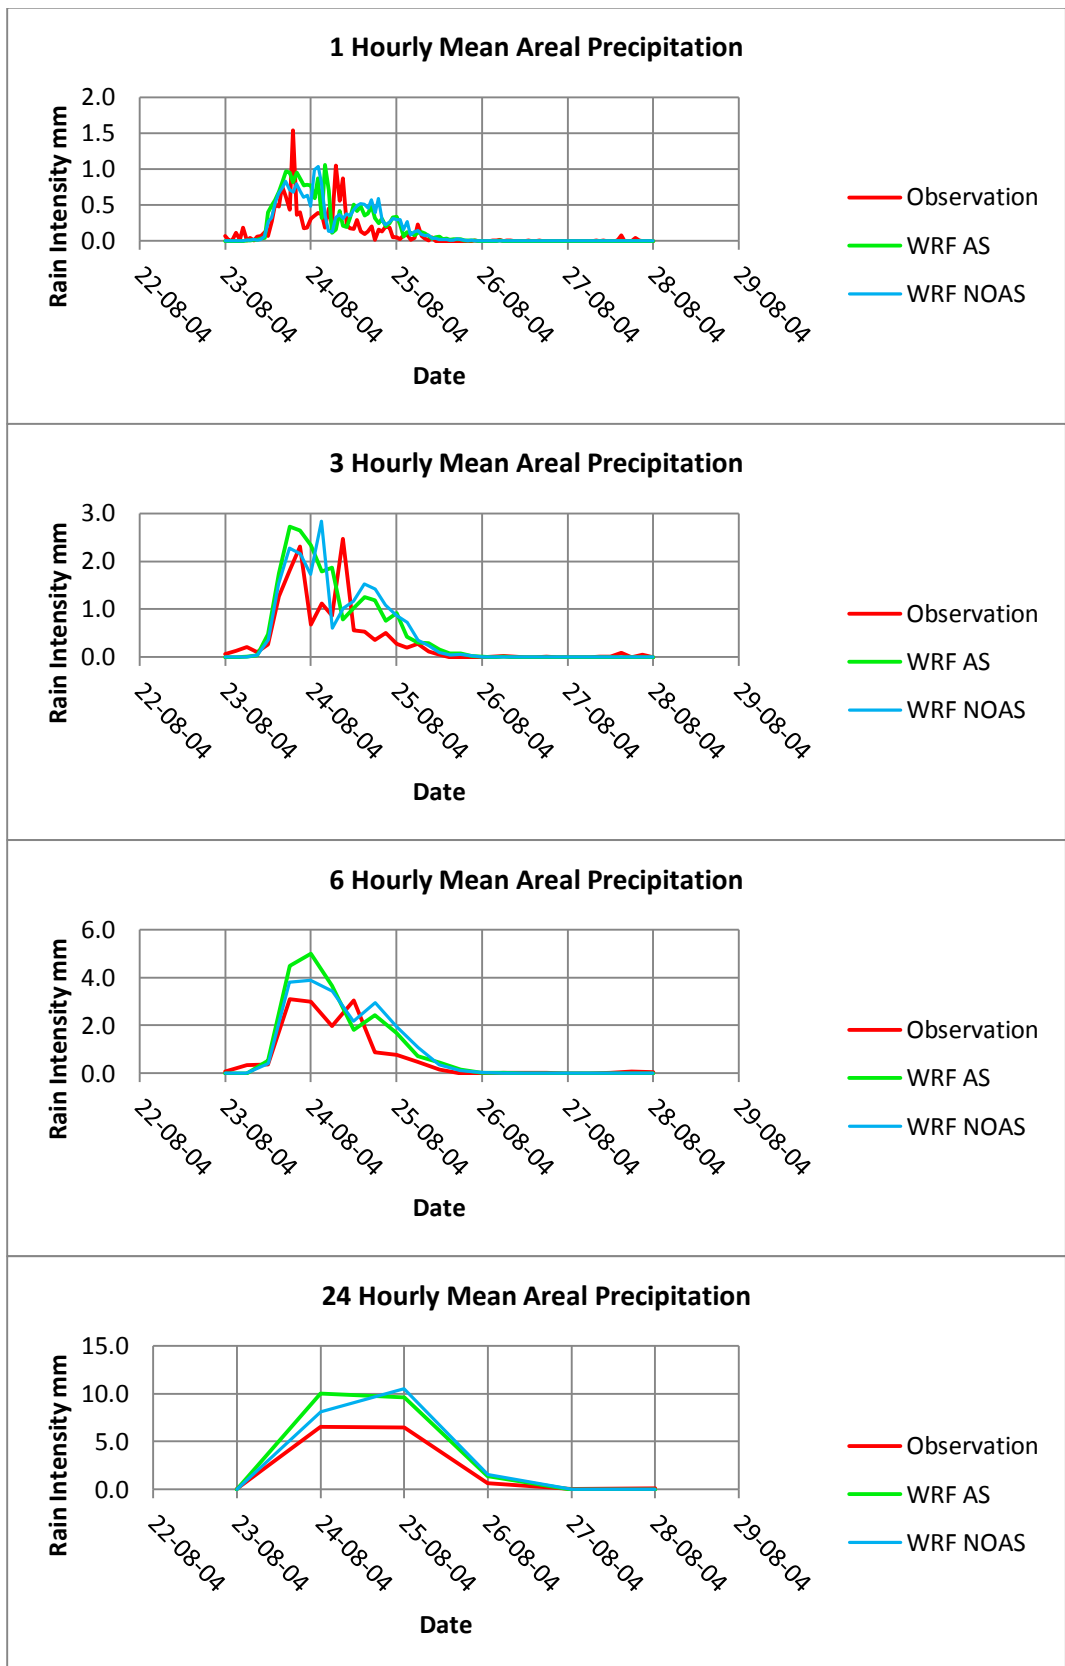 1 Hourly Mean Areal Precipitation
Rain Intensity mm
2.0
1.5
1.0
0.5
0.0
22-08-04
23-08-04
24-08-04
25-08-04
26-08-04
27-08-04
28-08-04
29-08-04
Date
Observation
WRF AS
WRF NOAS
3 Hourly Mean Areal Precipitation
Rain Intensity mm
3.0
2.0
1.0
0.0
22-08-04
23-08-04
24-08-04
25-08-04
26-08-04
27-08-04
28-08-04
29-08-04
Date
Observation
WRF AS
WRF NOAS
6 Hourly Mean Areal Precipitation
Rain Intensity mm
6.0
4.0
2.0
0.0
22-08-04
23-08-04
24-08-04
25-08-04
26-08-04
27-08-04
28-08-04
29-08-04
Date
Observation
WRF AS
WRF NOAS
24 Hourly Mean Areal Precipitation
Rain Intensity mm
15.0
10.0
5.0
0.0
22-08-04
23-08-04
24-08-04
25-08-04
26-08-04
27-08-04
28-08-04
29-08-04
Date
Observation
WRF AS
WRF NOAS